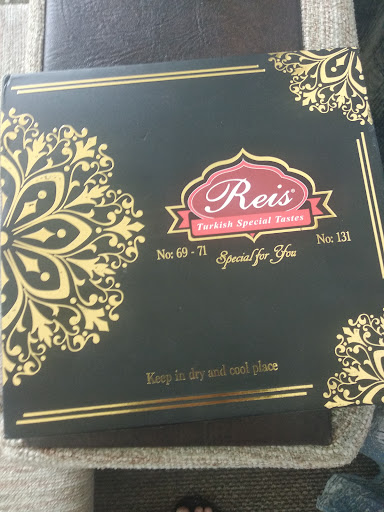 Reis®
Turkish Special Tastes
No: 69 - 71
Special for You
No: 131
Keep in dry and cool place